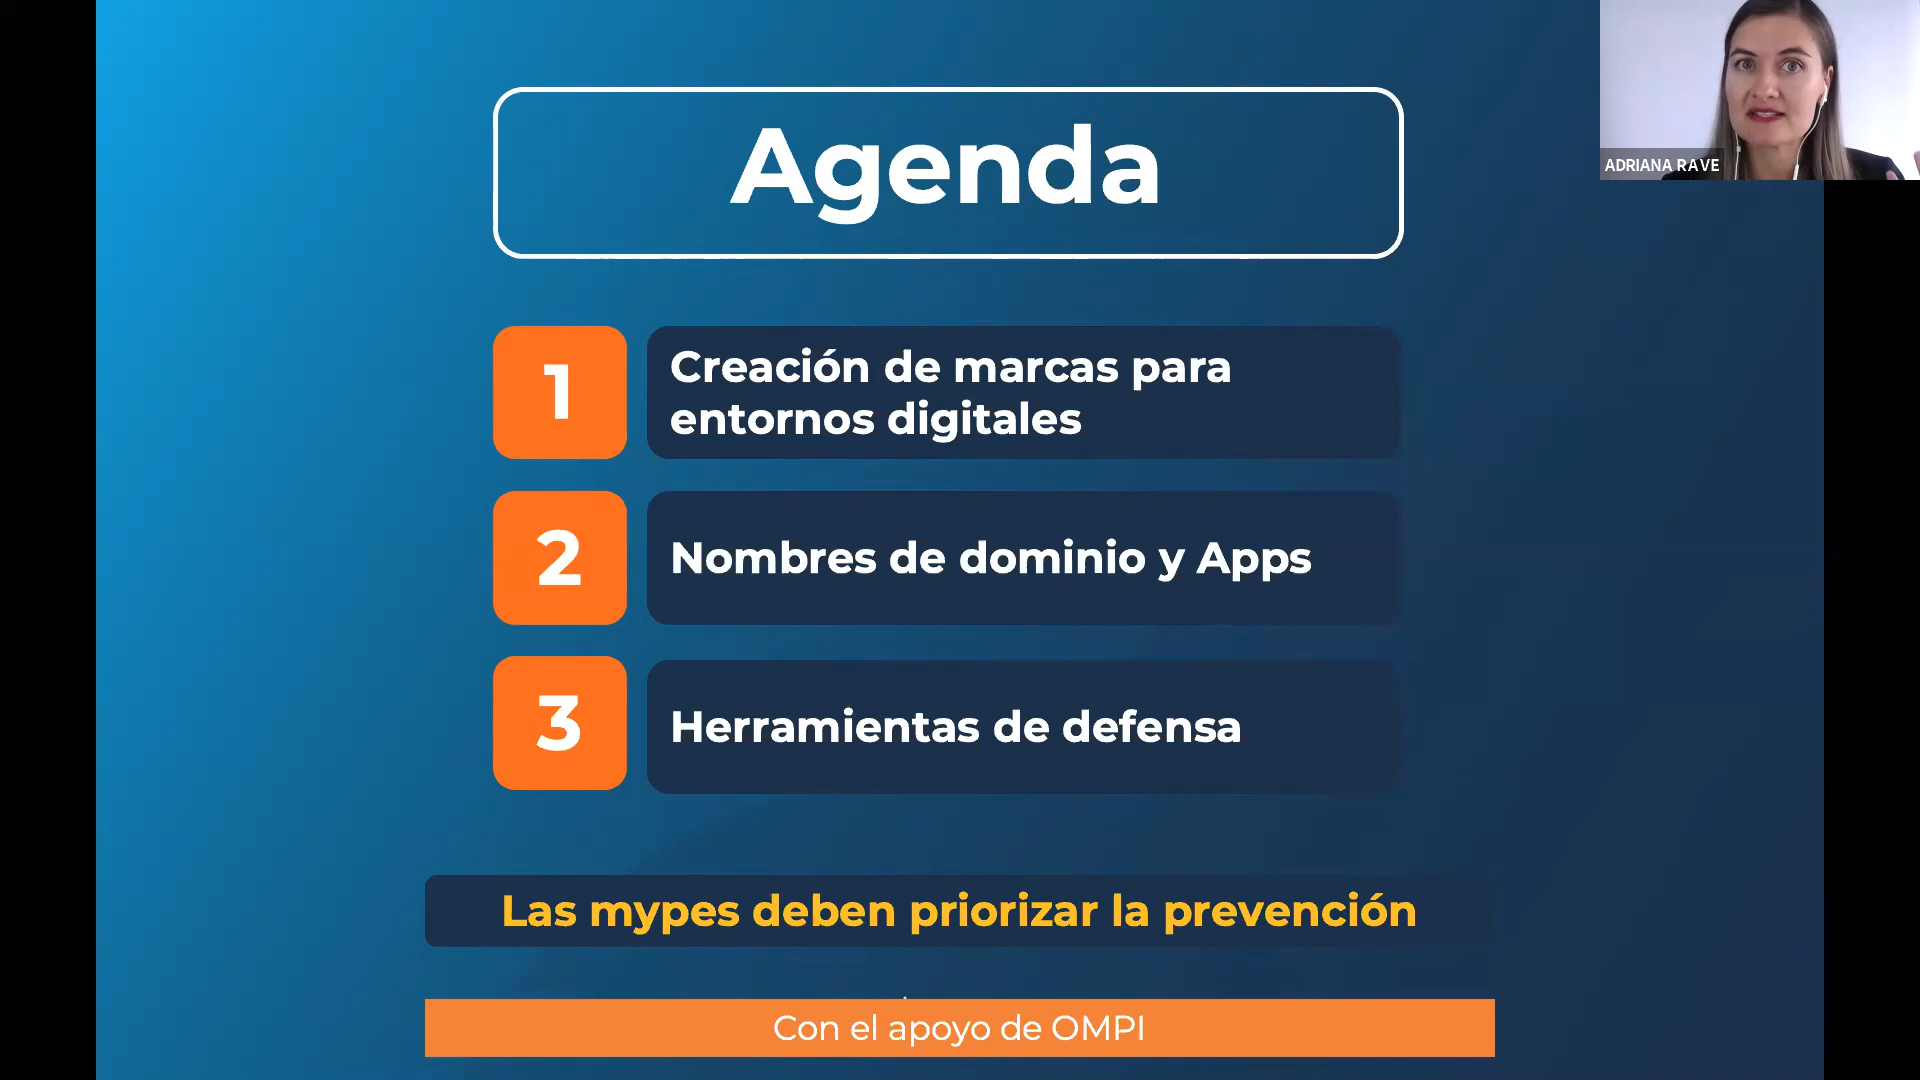 Agenda
ADRIANA RAVE
1
Creación de marcas para
entornos digitales
2
Nombres de dominio y Apps
3
Herramientas de defensa
Las mypes deben priorizar la prevención
Con el apoyo de OMPI